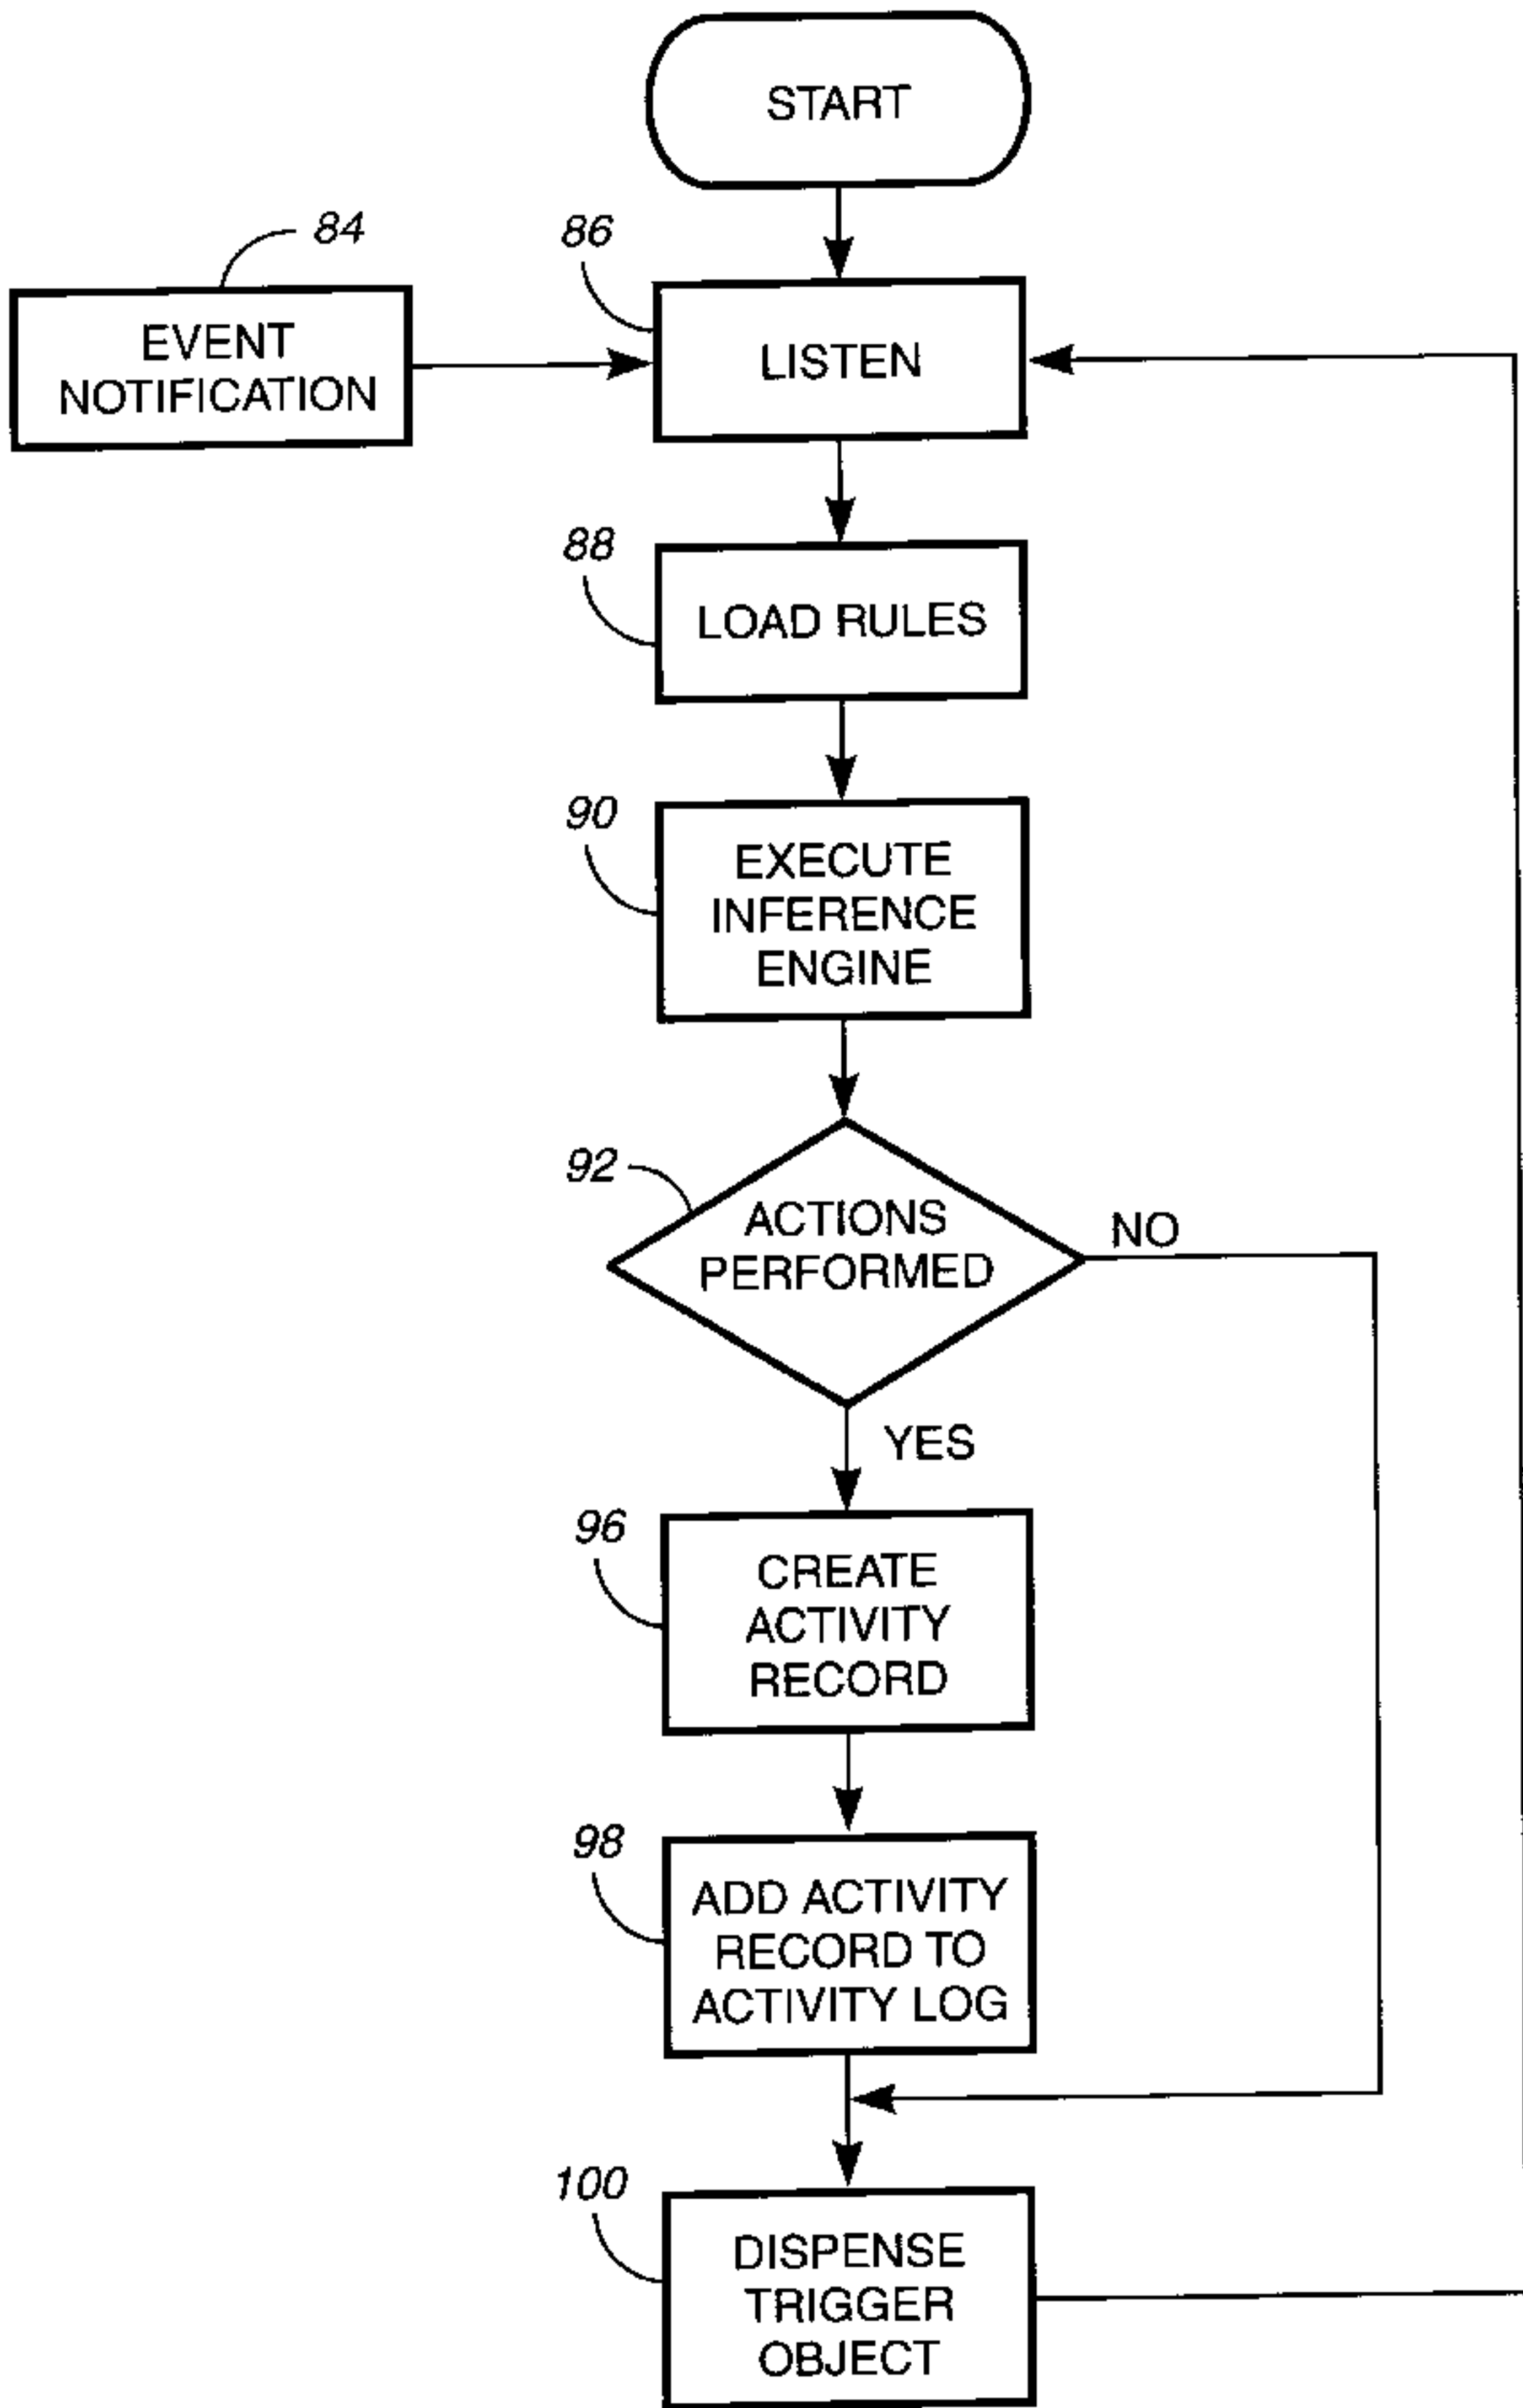 START
84
EVENT
NOTIFICATION
86
LISTEN
88
LOAD RULES
90
EXECUTE
INFERENCE
ENGINE
92
ACTIONS
PERFORMED
NO
YES
96
CREATE
ACTIVITY
RECORD
98
ADD ACTIVITY
RECORD TO
ACTIVITY LOG
100
DISPENSE
TRIGGER
OBJECT